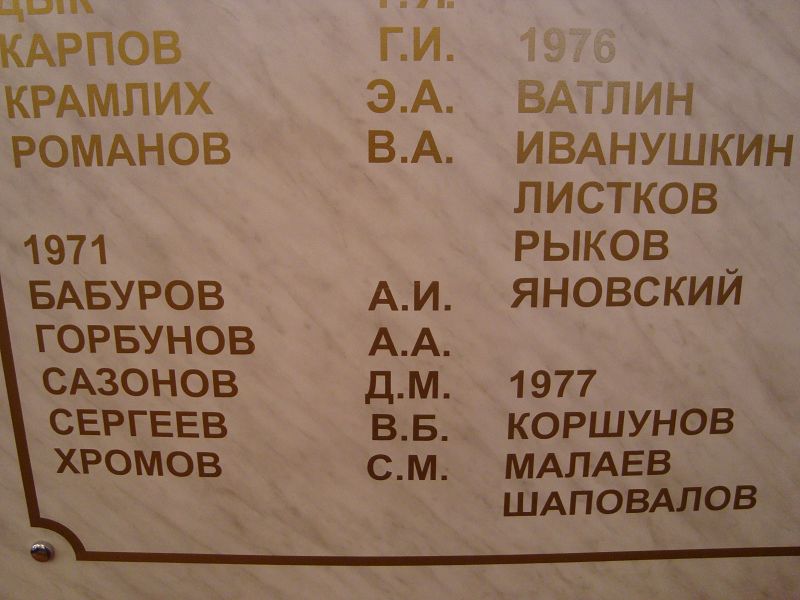 КАРПОВ Г.И.
КРАМЛИХ Э.А.
РОМАНОВ В.А.
1971
БАБУРОВ А.И.
ГОРБУНОВ А.А.
САЗОНОВ Д.М.
СЕРГЕЕВ В.Б.
ХРОМОВ С.М.
1976
ВАТЛИН
ИВАНУШКИН
ЛИСТКОВ
РЫКОВ
ЯНОВСКИЙ
1977
КОРШУНОВ
МАЛАЕВ
ШАПОВАЛОВ